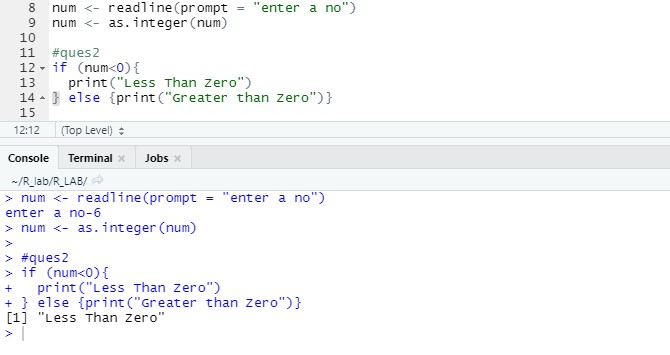 8 num <- readline(prompt = "enter a no")
9 num <- as.integer(num)
10
11 #ques2
12 if (num<0){
13   print("Less Than Zero")
14 } else {print("Greater than Zero")}
15
12:12 (Top Level)
Console Terminal × Jobs ×
~/R_lab/R_LAB/
> num <- readline(prompt = "enter a no")
enter a no-6
> num <- as.integer(num)
>
> #ques2
> if (num<0){
+   print("Less Than Zero")
+ } else {print("Greater than Zero")}
[1] "Less Than Zero"
>